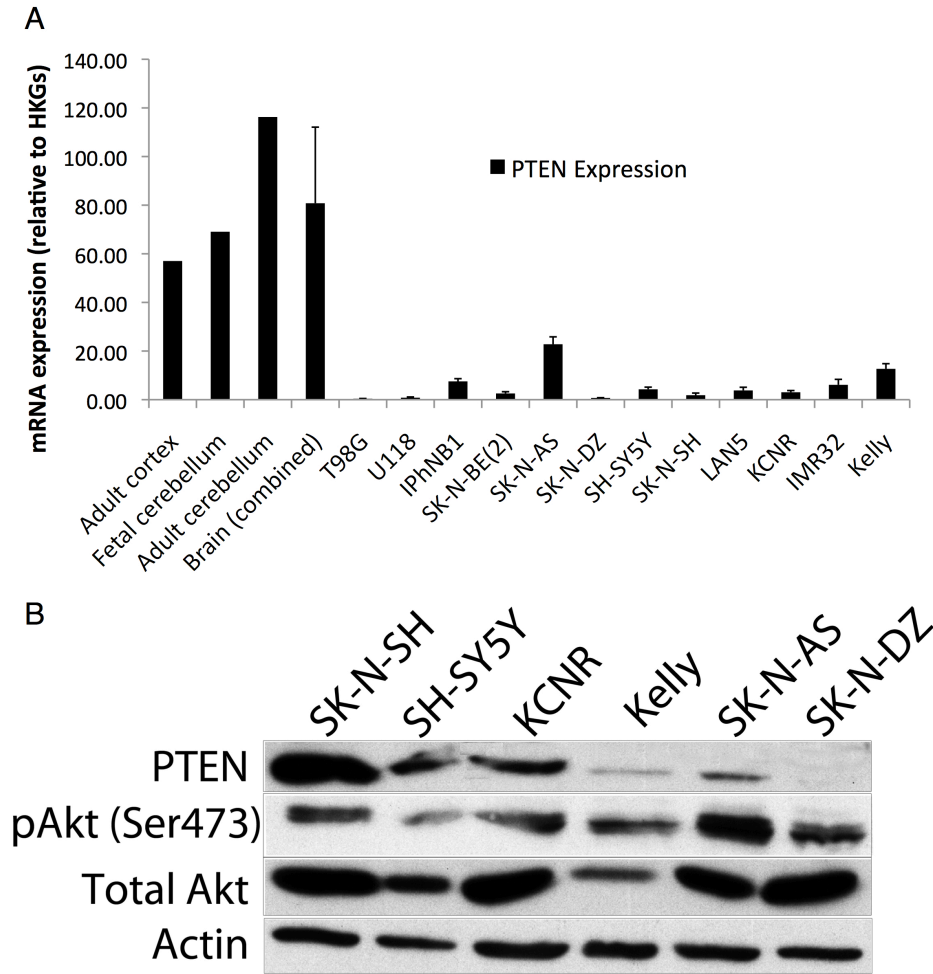 A
mRNA expression (relative to HKGs)
140.00
120.00
100.00
80.00
60.00
40.00
20.00
0.00
PTEN Expression
Adult cortex
Fetal cerebellum
Adult cerebellum
Brain (combined)
T98G
U118
IPhNB1
SK-N-BE(2)
SK-N-AS
SK-N-DZ
SH-SY5Y
SK-N-SH
LAN5
KCNR
IMR32
Kelly
B
SK-N-SH
SH-SY5Y
KCNR
Kelly
SK-N-AS
SK-N-DZ
PTEN
pAkt (Ser473)
Total Akt
Actin